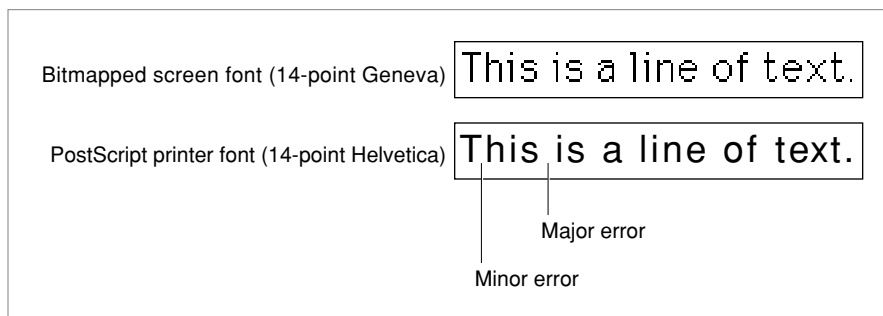 Bitmapped screen font (14-point Geneva) This is a line of text.
PostScript printer font (14-point Helvetica) This is a line of text.
Major error
Minor error